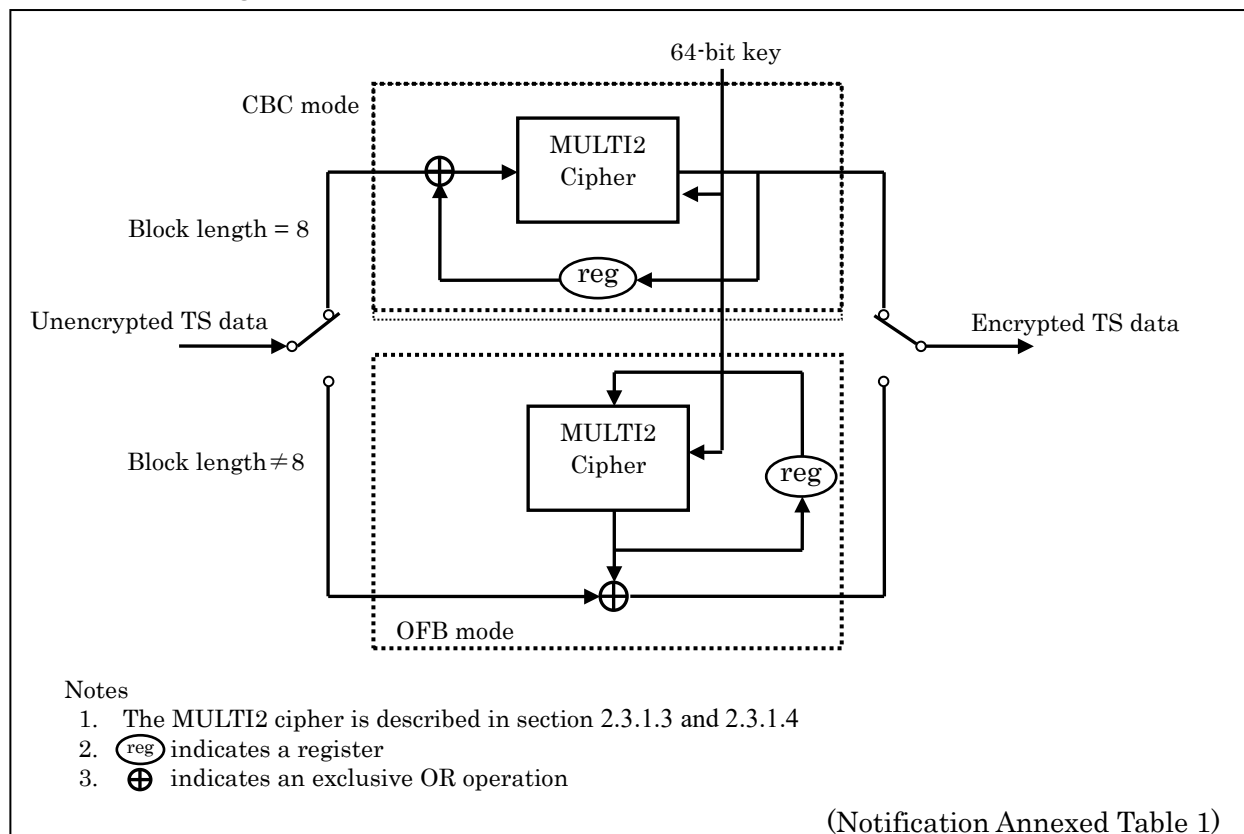 64-bit key
CBC mode
MULTI2
Cipher
Block length = 8
reg
Unencrypted TS data
Encrypted TS data
MULTI2
Cipher
Block length≠8
reg
OFB mode
Notes
1. The MULTI2 cipher is described in section 2.3.1.3 and 2.3.1.4
2. reg indicates a register
3. ⊕ indicates an exclusive OR operation
(Notification Annexed Table 1)